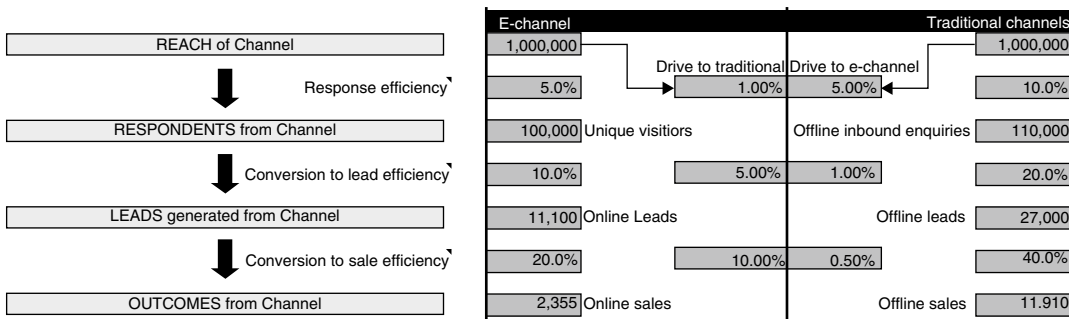 E-channel Traditional channels
REACH of Channel 1,000,000 1,000,000
Drive to traditional Drive to e-channel
Response efficiency 5.0% 1.00% 5.00% 10.0%
RESPONDENTS from Channel 100,000 Unique visitiors Offline inbound enquiries 110,000
Conversion to lead efficiency 10.0% 5.00% 1.00% 20.0%
LEADS generated from Channel 11,100 Online Leads Offline leads 27,000
Conversion to sale efficiency 20.0% 10.00% 0.50% 40.0%
OUTCOMES from Channel 2,355 Online sales Offline sales 11.910